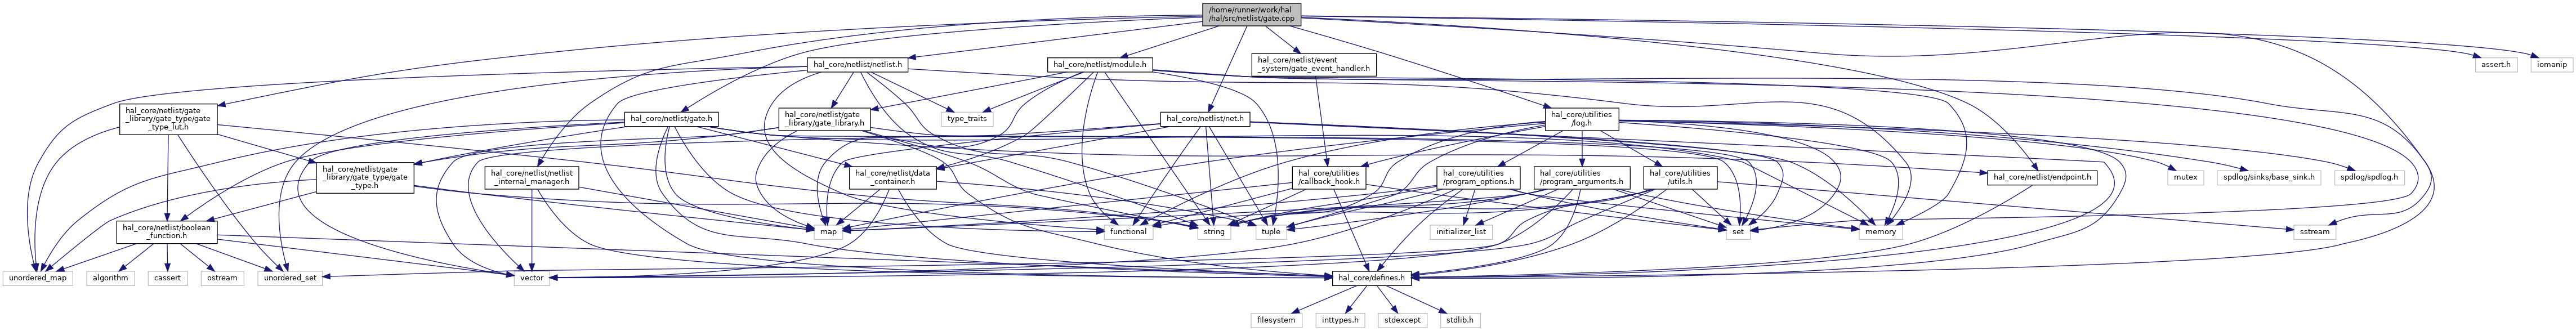 /home/runner/work/hal
/hal/src/netlist/gate.cpp
hal_core/netlist/netlist.h
hal_core/netlist/module.h
hal_core/netlist/event
_system/gate_event_handler.h
assert.h
iomanip
hal_core/netlist/gate
_library/gate_type/gate
_type_lut.h
hal_core/netlist/gate.h
hal_core/netlist/gate
_library/gate_library.h
type_traits
hal_core/netlist/net.h
hal_core/utilities
/log.h
hal_core/netlist/gate
_library/gate_type/gate
_type.h
hal_core/netlist/netlist
_internal_manager.h
hal_core/netlist/data
_container.h
hal_core/utilities
/callback_hook.h
hal_core/utilities
/program_options.h
hal_core/utilities
/program_arguments.h
hal_core/utilities
/utils.h
hal_core/netlist/endpoint.h
mutex
spdlog/sinks/base_sink.h
spdlog/spdlog.h
hal_core/netlist/boolean
_function.h
map
functional
string
tuple
initializer_list
set
memory
sstream
unordered_map
algorithm
cassert
ostream
unordered_set
vector
hal_core/defines.h
filesystem
inttypes.h
stdexcept
stdlib.h